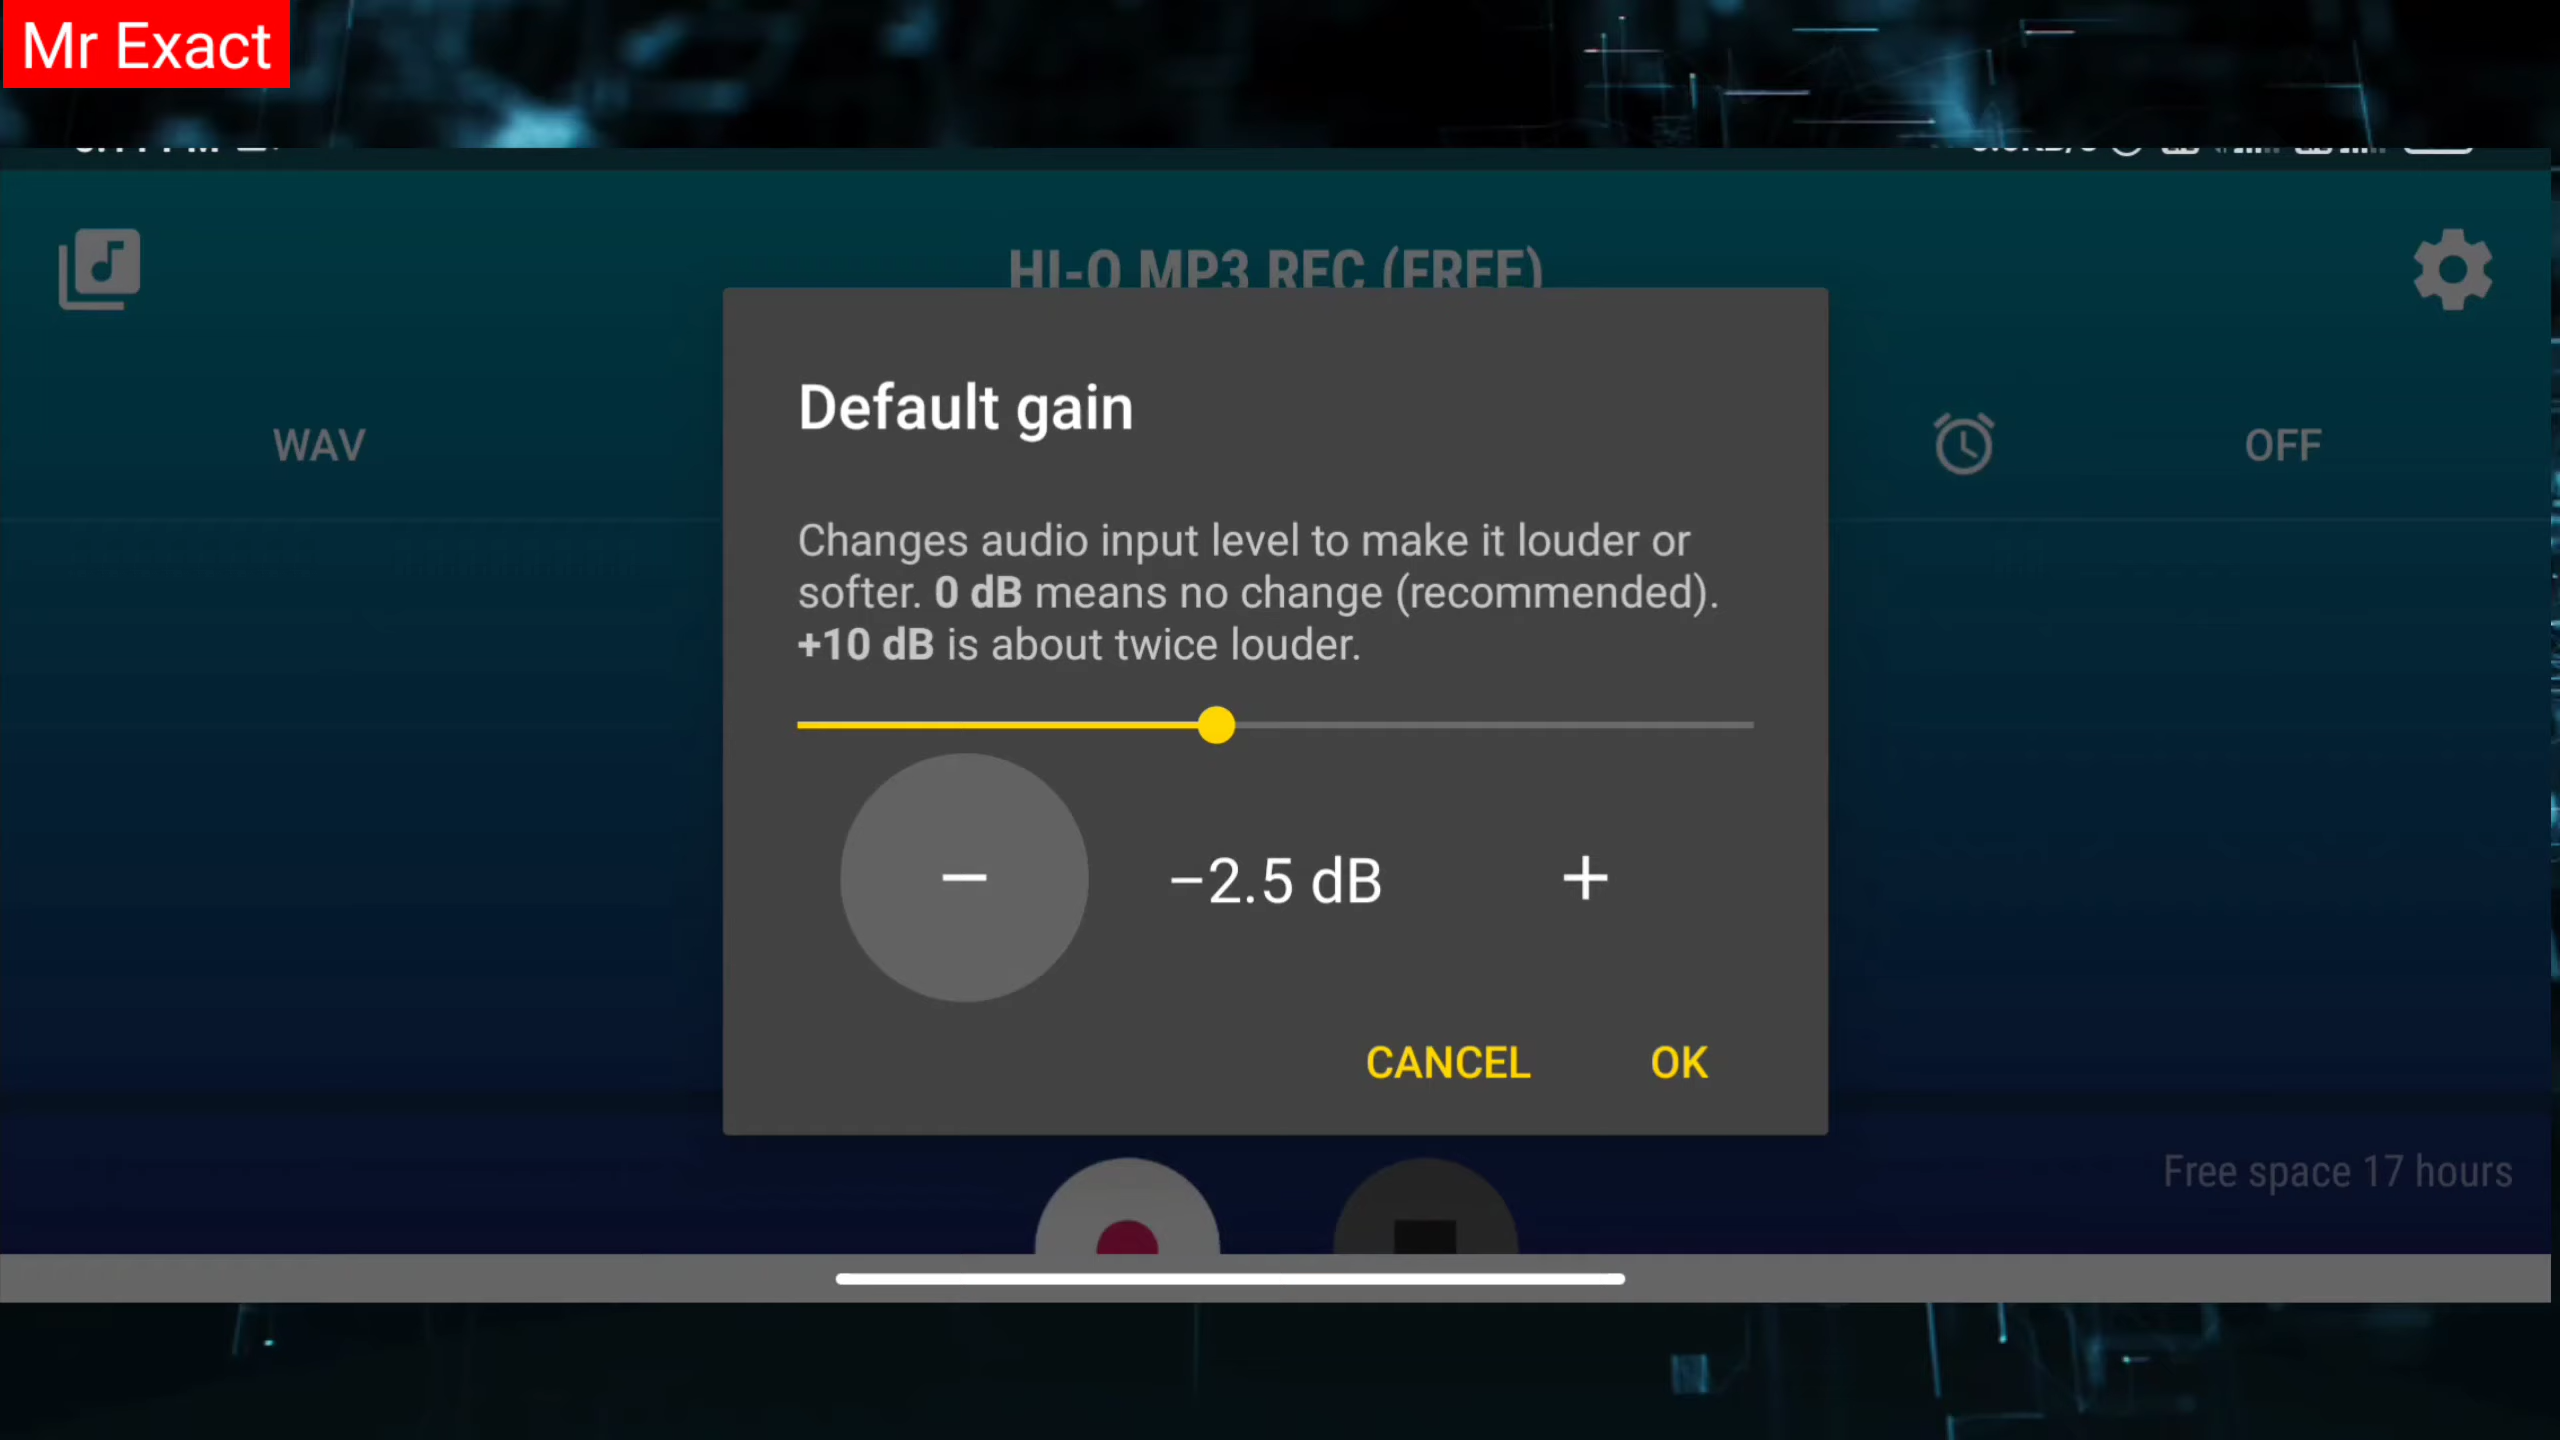 Mr Exact
HI-Q MP3 REC (FREE)
Default gain
WAV
OFF
Changes audio input level to make it louder or
softer. 0 dB means no change (recommended).
+10 dB is about twice louder.
–2.5 dB
CANCEL
OK
Free space 17 hours